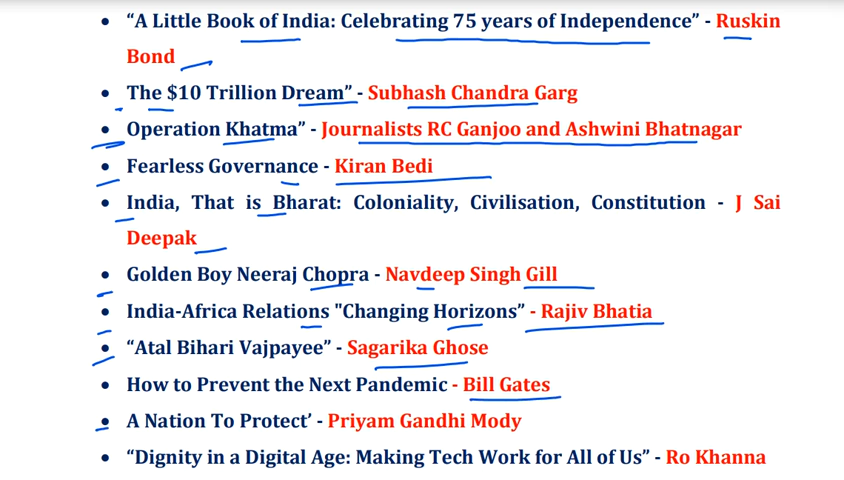 • “A Little Book of India: Celebrating 75 years of Independence” - Ruskin
Bond
• The $10 Trillion Dream” - Subhash Chandra Garg
• Operation Khatma” - Journalists RC Ganjoo and Ashwini Bhatnagar
• Fearless Governance - Kiran Bedi
• India, That is Bharat: Coloniality, Civilisation, Constitution - J Sai
Deepak
• Golden Boy Neeraj Chopra - Navdeep Singh Gill
• India-Africa Relations "Changing Horizons” - Rajiv Bhatia
• “Atal Bihari Vajpayee” - Sagarika Ghose
• How to Prevent the Next Pandemic - Bill Gates
• A Nation To Protect’ - Priyam Gandhi Mody
• “Dignity in a Digital Age: Making Tech Work for All of Us” - Ro Khanna